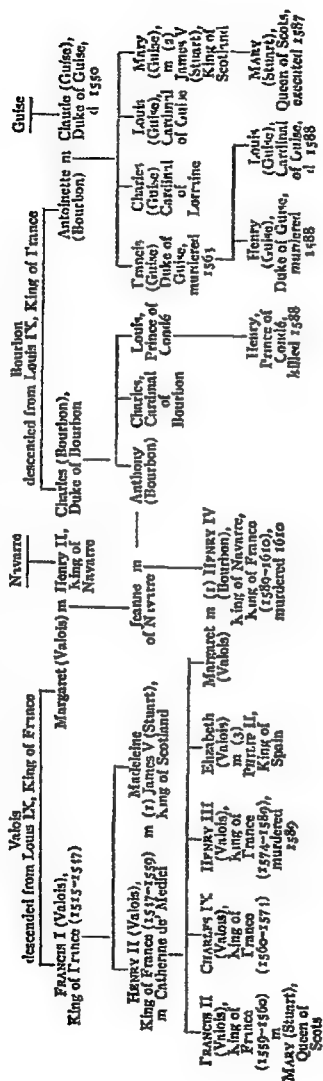 Valois
descended from Louis IX, King of France
FRANCIS I (Valois),
King of France (1515-1547)
Margaret (Valois) m Henry II,
King of
Navarre
Navarre
HENRY II (Valois),
King of France (1547-1559)
m Catherine de' Medici
Madeleine
m (1) James V (Stuart),
King of Scotland
Jeanne m
of Navarre
FRANCIS II
(Valois),
King of
France
(1559-1560)
m
MARY (Stuart),
Queen of
Scots
CHARLES IX
(Valois),
King of
France
(1560-1571)
HENRY III
(Valois),
King of
France
(1574-1589),
murdered
1589
Elizabeth
(Valois)
m (3)
PHILIP II,
King of
Spain
Margaret m (1) HENRY IV
(Valois)
(Bourbon),
King of Navarre,
King of France
(1589-1610),
murdered 1610
Bourbon
descended from Louis IX, King of France
Charles (Bourbon),
Duke of Bourbon
Anthony
(Bourbon)
Charles,
Cardinal
of
Bourbon
Louis,
Prince of
Condé
Henry,
Prince of
Condé,
killed 1588
Guise
Antoinette m
(Bourbon)
Claude (Guise),
Duke of Guise,
d 1550
Francis
(Guise)
Duke of
Guise,
murdered
1563
Charles
(Guise)
Cardinal
of
Lorraine
Louis
(Guise)
Cardinal
of Guise
Mary
(Guise),
m (2)
James V
(Stuart),
King of
Scotland
Henry
(Guise),
Duke of Guise,
murdered
1588
Louis
(Guise)
Cardinal
of Guise,
d 1588
MARY
(Stuart),
Queen of Scots,
executed 1587